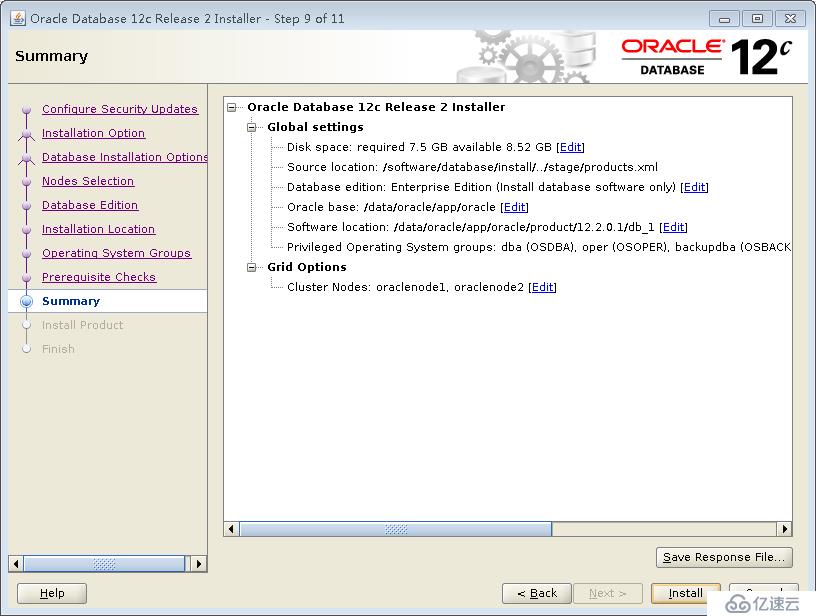 Oracle Database 12c Release 2 Installer - Step 9 of 11
Summary
ORACLE
DATABASE
12c
Configure Security Updates
Installation Option
Database Installation Options
Nodes Selection
Database Edition
Installation Location
Operating System Groups
Prerequisite Checks
Summary
Install Product
Finish
Oracle Database 12c Release 2 Installer
Global settings
Disk space: required 7.5 GB available 8.52 GB [Edit]
Source location: /software/database/install/../stage/products.xml
Database edition: Enterprise Edition (Install database software only) [Edit]
Oracle base: /data/oracle/app/oracle [Edit]
Software location: /data/oracle/app/oracle/product/12.2.0.1/db_1 [Edit]
Privileged Operating System groups: dba (OSDBA), oper (OSOPER), backupdba (OSBACK
Grid Options
Cluster Nodes: oraclenode1, oraclenode2 [Edit]
Save Response File...
Help
< Back
Next >
Install
亿速云